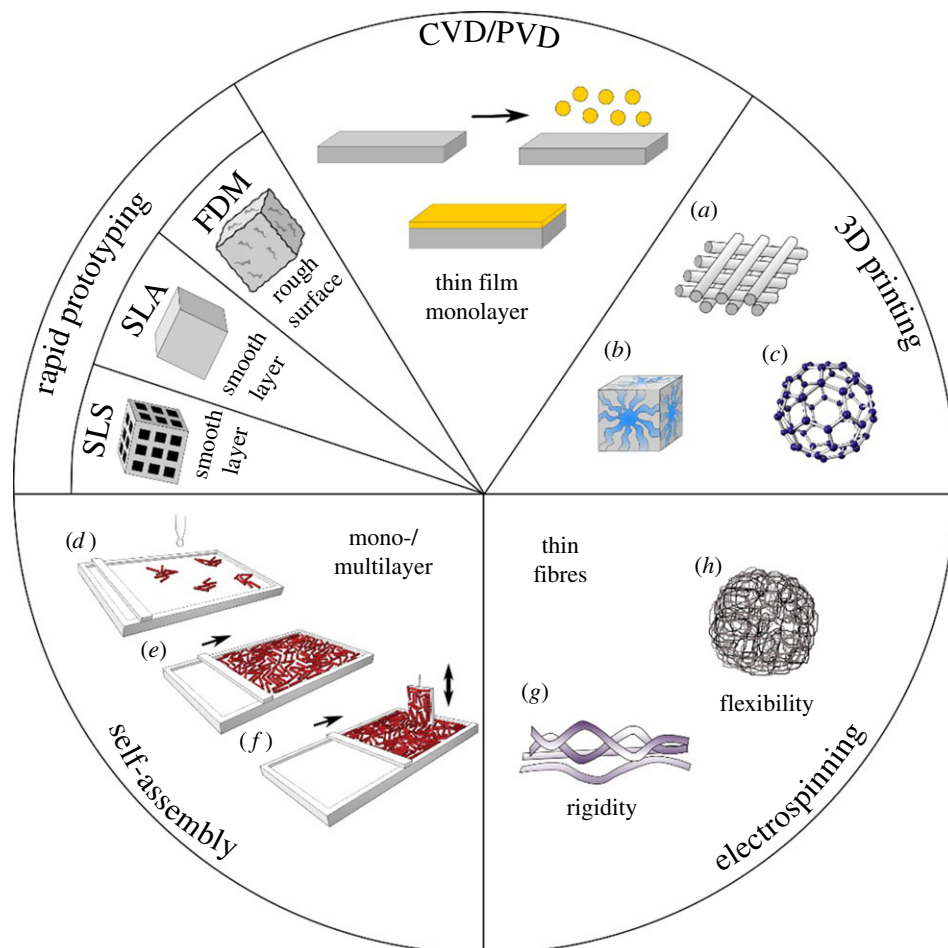 CVD/PVD
thin film
monolayer
rapid prototyping
FDM
rough
surface
SLA
smooth
layer
SLS
smooth
layer
3D printing
(a)
(b)
(c)
self-assembly
mono-/
multilayer
(d)
(e)
(f)
electrospinning
thin
fibres
(h)
flexibility
(g)
rigidity